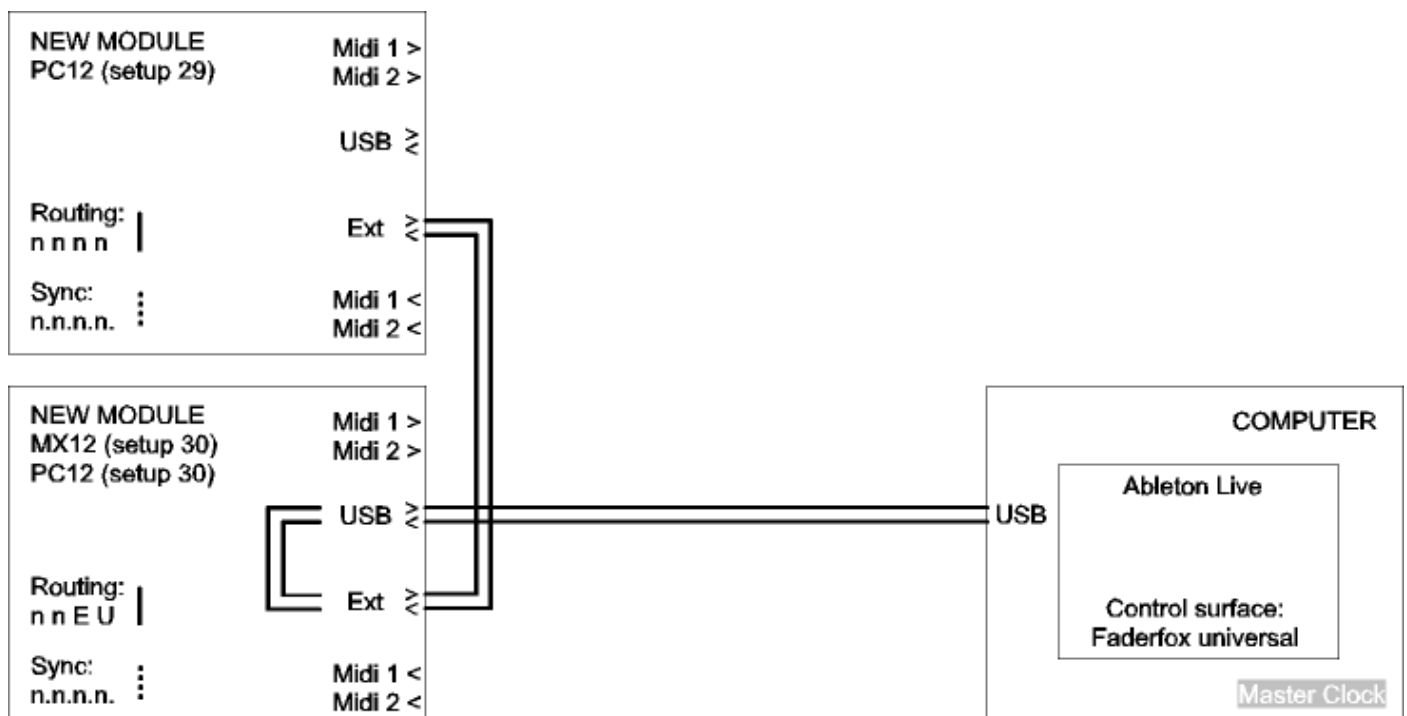 NEW MODULE
PC12 (setup 29)
Midi 1 >
Midi 2 >
USB >
<
Routing:
n n n n
Ext >
<
Sync:
n.n.n.n.
Midi 1 <
Midi 2 <
NEW MODULE
MX12 (setup 30)
PC12 (setup 30)
Midi 1 >
Midi 2 >
USB >
<
Routing:
n n E U
Ext >
<
Sync:
n.n.n.n.
Midi 1 <
Midi 2 <
COMPUTER
Ableton Live
USB
Control surface:
Faderfox universal
Master Clock